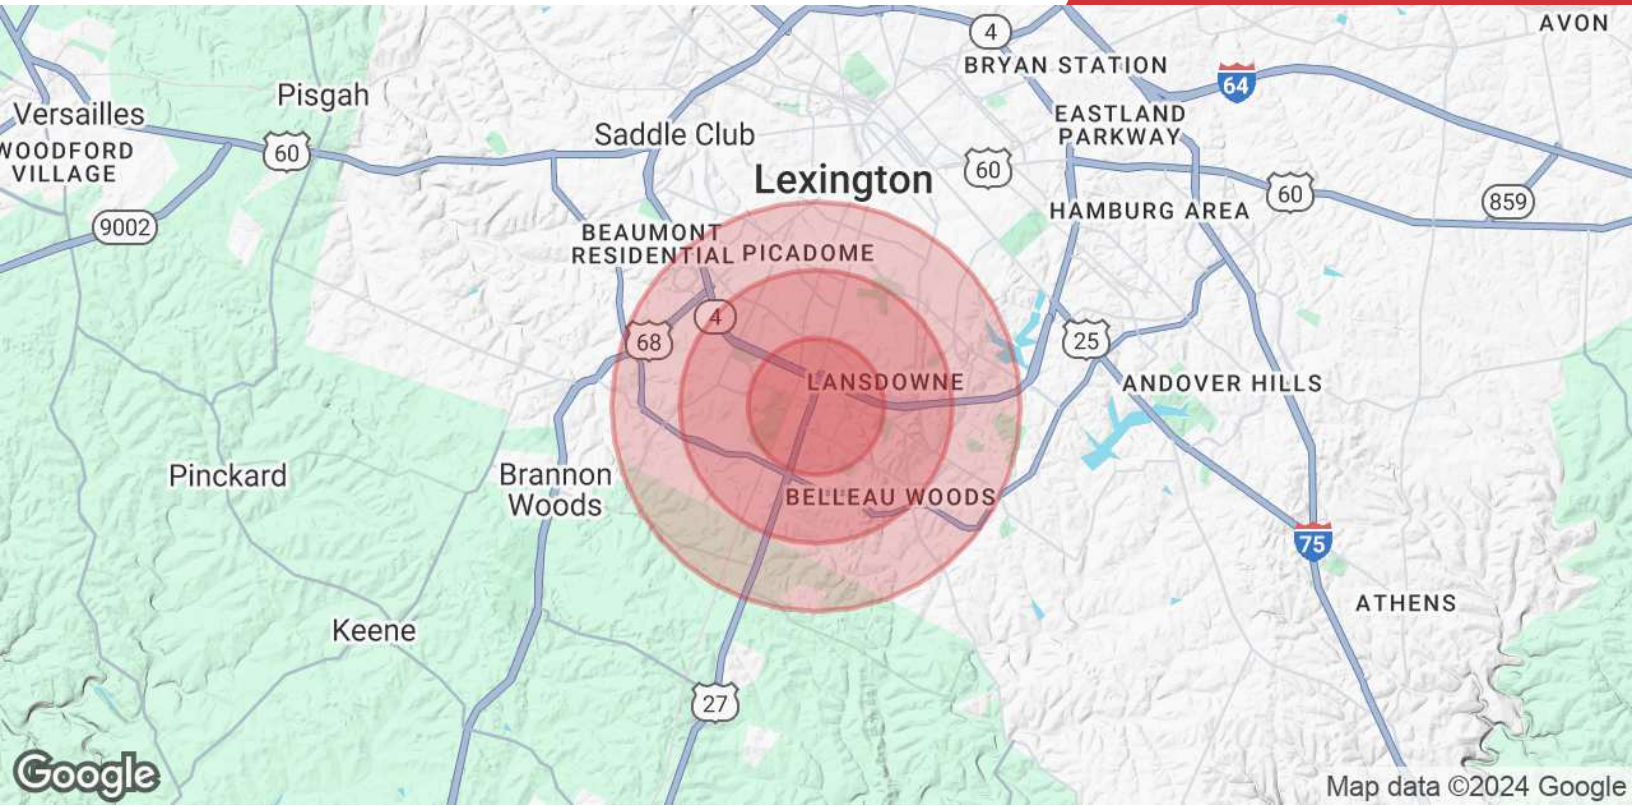 AVON
4
BRYAN STATION
64
Pisgah
Versailles
EASTLAND
PARKWAY
Saddle Club
WOODFORD
VILLAGE
60
60
Lexington
60
859
HAMBURG AREA
9002
BEAUMONT
RESIDENTIAL
PICADOME
4
68
25
LANSDOWNE
ANDOVER HILLS
Pinckard
Brannon
Woods
BELLEAU WOODS
75
ATHENS
Keene
27
Google
Map data ©2024 Google